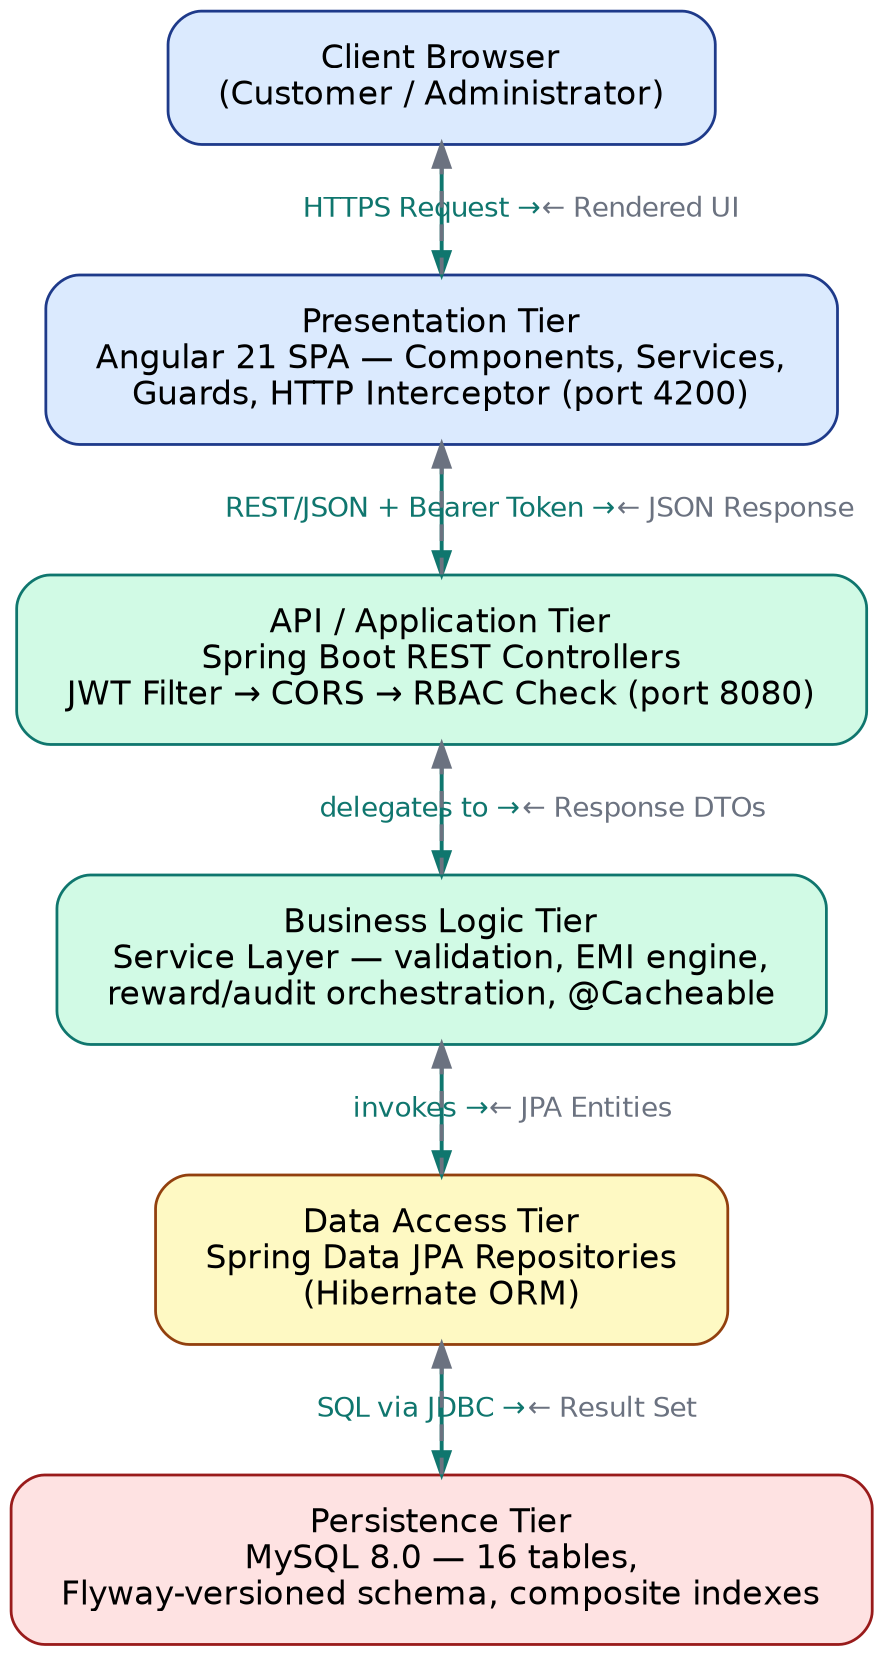 Client Browser
(Customer / Administrator)
HTTPS Request →← Rendered UI
Presentation Tier
Angular 21 SPA — Components, Services,
Guards, HTTP Interceptor (port 4200)
REST/JSON + Bearer Token →← JSON Response
API / Application Tier
Spring Boot REST Controllers
JWT Filter → CORS → RBAC Check (port 8080)
delegates to →← Response DTOs
Business Logic Tier
Service Layer — validation, EMI engine,
reward/audit orchestration, @Cacheable
invokes →← JPA Entities
Data Access Tier
Spring Data JPA Repositories
(Hibernate ORM)
SQL via JDBC →← Result Set
Persistence Tier
MySQL 8.0 — 16 tables,
Flyway-versioned schema, composite indexes